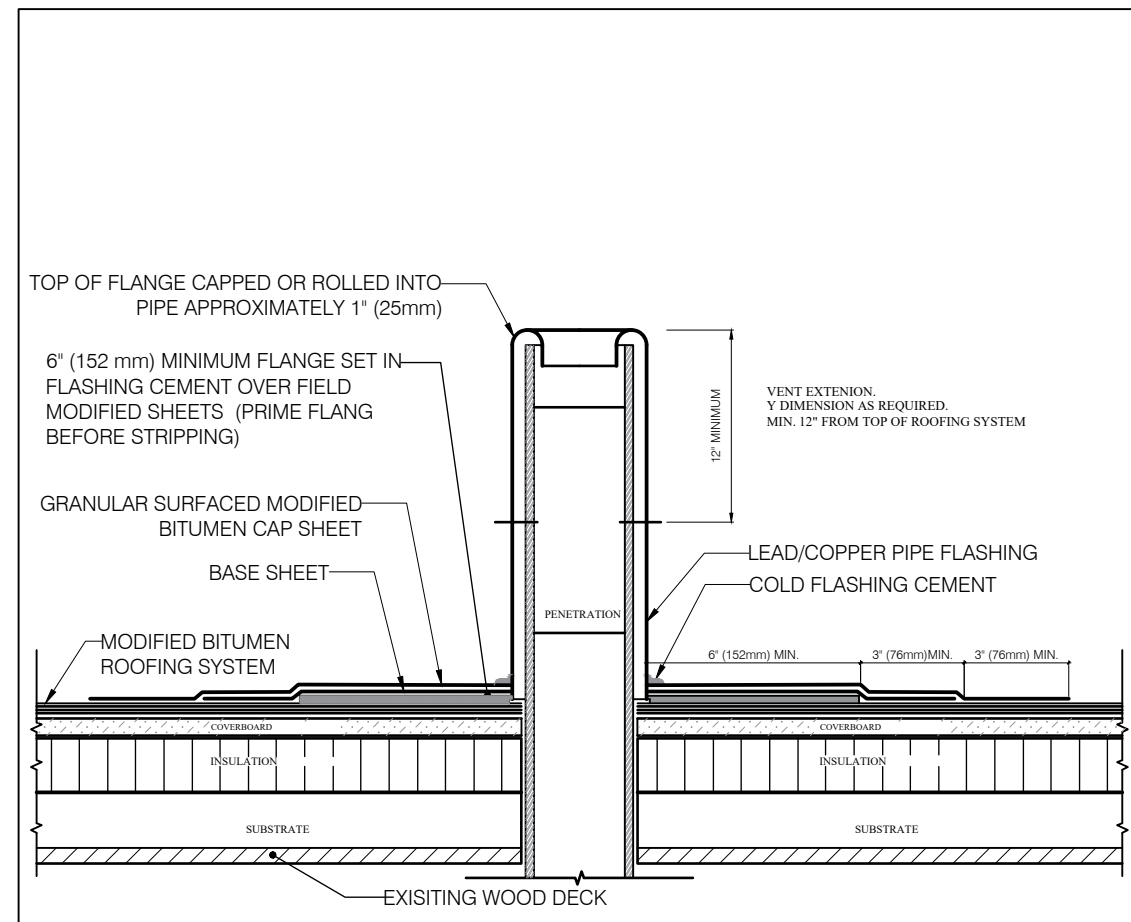 TOP OF FLANGE CAPPED OR ROLLED INTO
PIPE APPROXIMATELY 1" (25mm)
6" (152 mm) MINIMUM FLANGE SET IN
FLASHING CEMENT OVER FIELD
MODIFIED SHEETS (PRIME FLANG
BEFORE STRIPPING)
12" MINIMUM
VENT EXTENION.
Y DIMENSION AS REQUIRED.
MIN. 12" FROM TOP OF ROOFING SYSTEM
GRANULAR SURFACED MODIFIED
BITUMEN CAP SHEET
BASE SHEET
LEAD/COPPER PIPE FLASHING
COLD FLASHING CEMENT
PENETRATION
MODIFIED BITUMEN
ROOFING SYSTEM
6" (152mm) MIN.
3" (76mm)MIN.
3" (76mm) MIN.
COVERBOARD
COVERBOARD
INSULATION
INSULATION
SUBSTRATE
SUBSTRATE
EXISITING WOOD DECK